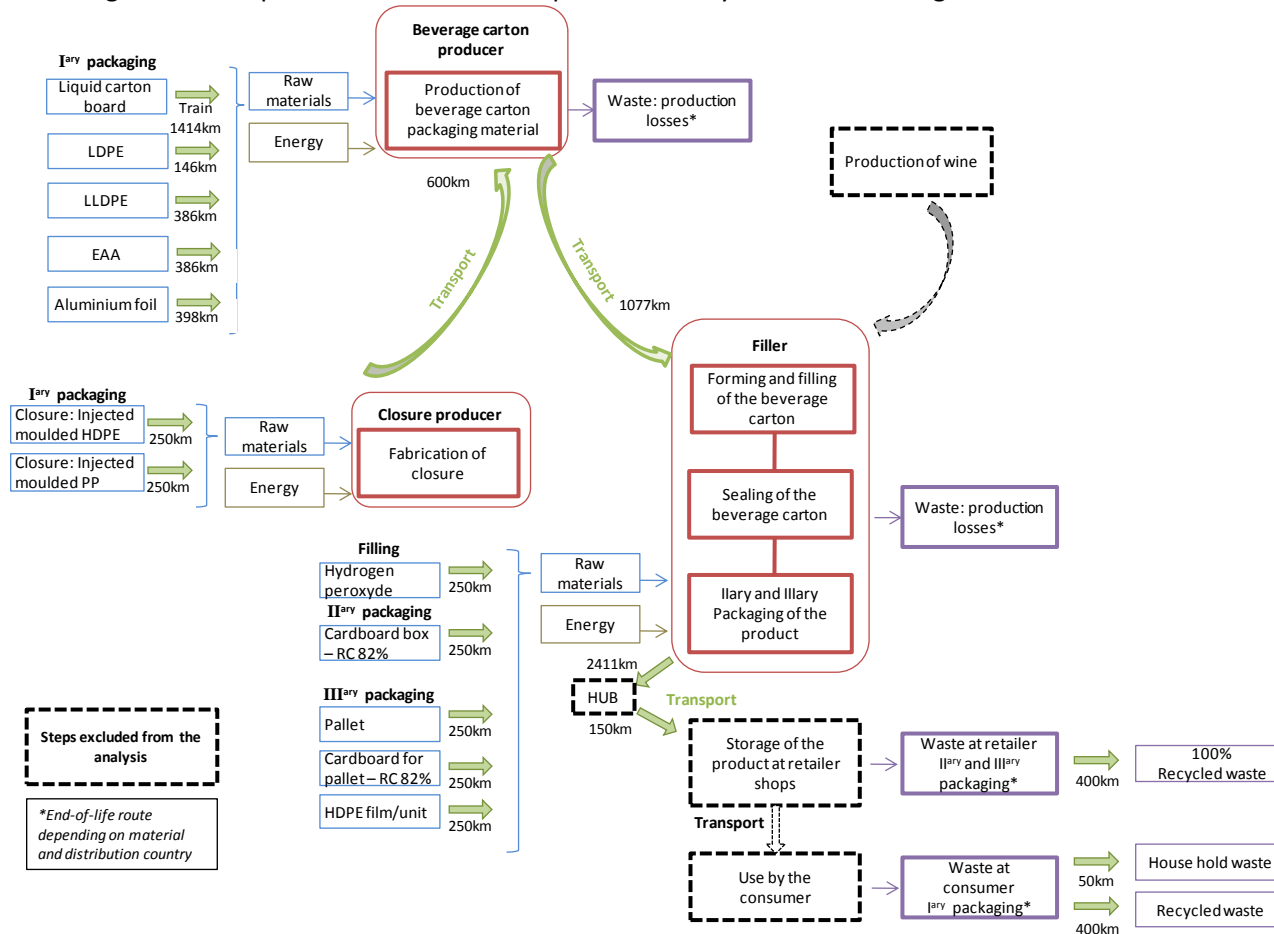 Beverage carton
producer
Iary packaging
Liquid carton
board
Train
1414km
LDPE
146km
LLDPE
386km
EAA
386km
Aluminium foil
398km
Raw
materials
Energy
Production of
beverage carton
packaging material
Waste: production
losses*
Production of wine
600km
Transport
Transport
1077km
Iary packaging
Closure: Injected
moulded HDPE
250km
Closure: Injected
moulded PP
250km
Raw
materials
Energy
Closure producer
Fabrication of
closure
Filler
Forming and filling
of the beverage
carton
Sealing of the
beverage carton
IIary and IIIary
Packaging of
the product
Waste: production
losses*
Filling
Hydrogen
peroxyde
250km
IIary packaging
Cardboard box
– RC 82%
250km
IIIary packaging
Pallet
250km
Cardboard for
pallet – RC 82%
250km
HDPE film/unit
250km
Raw
materials
Energy
2411km
HUB
Transport
150km
Storage of the
product at retailer
shops
Waste at retailer
IIary and IIIary
packaging*
400km
100%
Recycled waste
Transport
Use by the
consumer
Waste at
consumer
Iary packaging*
50km
House hold waste
400km
Recycled waste
Steps excluded from the
analysis
*End-of-life route
depending on material
and distribution country